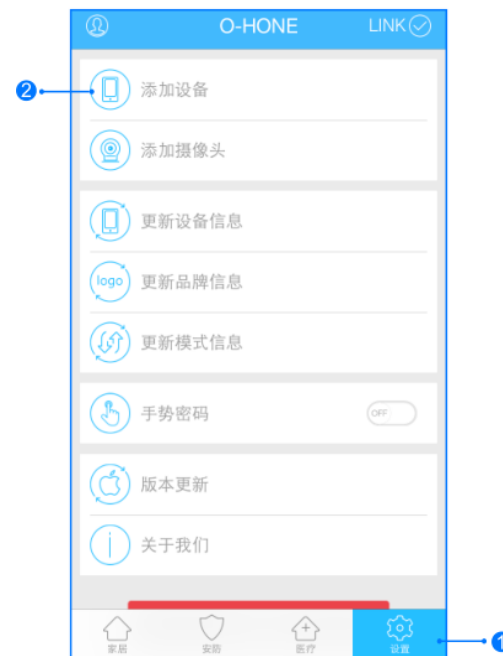 O-HONE LINK
2 添加设备
添加摄像头
更新设备信息
logo 更新品牌信息
更新模式信息
手势密码 OFF
版本更新
关于我们
家居 安防 医疗 设置 1